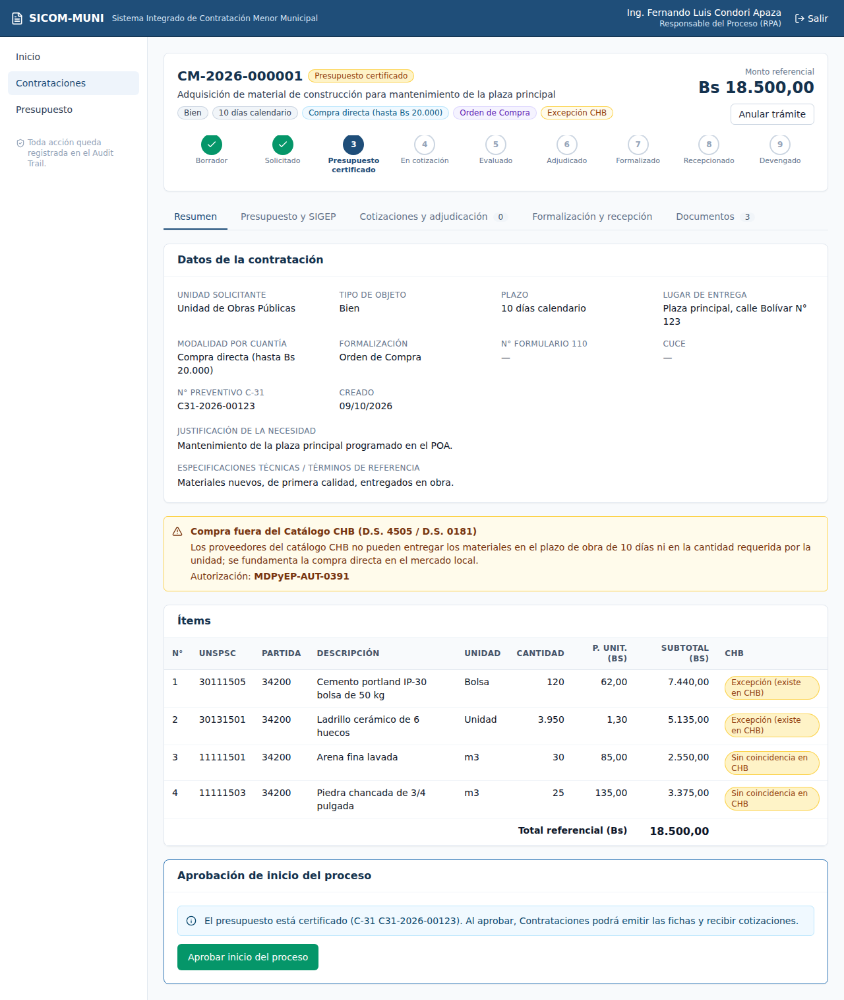 SICOM-MUNI Sistema Integrado de Contratación Menor Municipal
Ing. Fernando Luis Condori Apaza
Responsable del Proceso (RPA)
Salir
Inicio
Contrataciones
Presupuesto
Toda acción queda
registrada en el Audit
Trail.
CM-2026-000001 Presupuesto certificado
Adquisición de material de construcción para mantenimiento de la plaza principal
Bien 10 días calendario Compra directa (hasta Bs 20.000) Orden de Compra Excepción CHB
Monto referencial
Bs 18.500,00
Anular trámite
3 4 5 6 7 8 9
Borrador Solicitado Presupuesto En cotización Evaluado Adjudicado Formalizado Recepcionado Devengado
certificado
Resumen Presupuesto y SIGEP Cotizaciones y adjudicación 0 Formalización y recepción Documentos 3
Datos de la contratación
UNIDAD SOLICITANTE TIPO DE OBJETO PLAZO LUGAR DE ENTREGA
Unidad de Obras Públicas Bien 10 días calendario Plaza principal, calle Bolívar N°
123
MODALIDAD POR CUANTÍA FORMALIZACIÓN N° FORMULARIO 110 CUCE
Compra directa (hasta Bs Orden de Compra — —
20.000)
N° PREVENTIVO C-31 CREADO
C31-2026-00123 09/10/2026
JUSTIFICACIÓN DE LA NECESIDAD
Mantenimiento de la plaza principal programado en el POA.
ESPECIFICACIONES TÉCNICAS / TÉRMINOS DE REFERENCIA
Materiales nuevos, de primera calidad, entregados en obra.
Compra fuera del Catálogo CHB (D.S. 4505 / D.S. 0181)
Los proveedores del catálogo CHB no pueden entregar los materiales en el plazo de obra de 10 días ni en la cantidad requerida por la
unidad; se fundamenta la compra directa en el mercado local.
Autorización: MDPyEP-AUT-0391
Ítems
N° UNSPSC PARTIDA DESCRIPCIÓN UNIDAD CANTIDAD P. UNIT. SUBTOTAL CHB
(BS) (BS)
1 30111505 34200 Cemento portland IP-30 Bolsa 120 62,00 7.440,00 Excepción (existe
bolsa de 50 kg en CHB)
2 30131501 34200 Ladrillo cerámico de 6 Unidad 3.950 1,30 5.135,00 Excepción (existe
huecos en CHB)
3 11111501 34200 Arena fina lavada m3 30 85,00 2.550,00 Sin coincidencia en
CHB
4 11111503 34200 Piedra chancada de 3/4 m3 25 135,00 3.375,00 Sin coincidencia en
pulgada CHB
Total referencial (Bs) 18.500,00
Aprobación de inicio del proceso
El presupuesto está certificado (C-31 C31-2026-00123). Al aprobar, Contrataciones podrá emitir las fichas y recibir cotizaciones.
Aprobar inicio del proceso